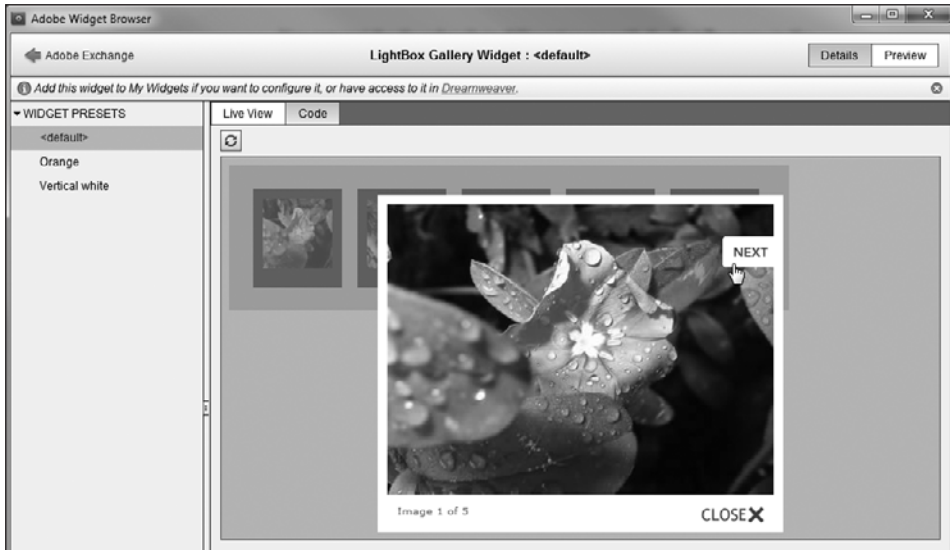 Adobe Widget Browser
Adobe Exchange
LightBox Gallery Widget : <default>
Details
Preview
Add this widget to My Widgets if you want to configure it, or have access to it in Dreamweaver.
WIDGET PRESETS
<default>
Orange
Vertical white
Live View
Code
NEXT
Image 1 of 5
CLOSE X